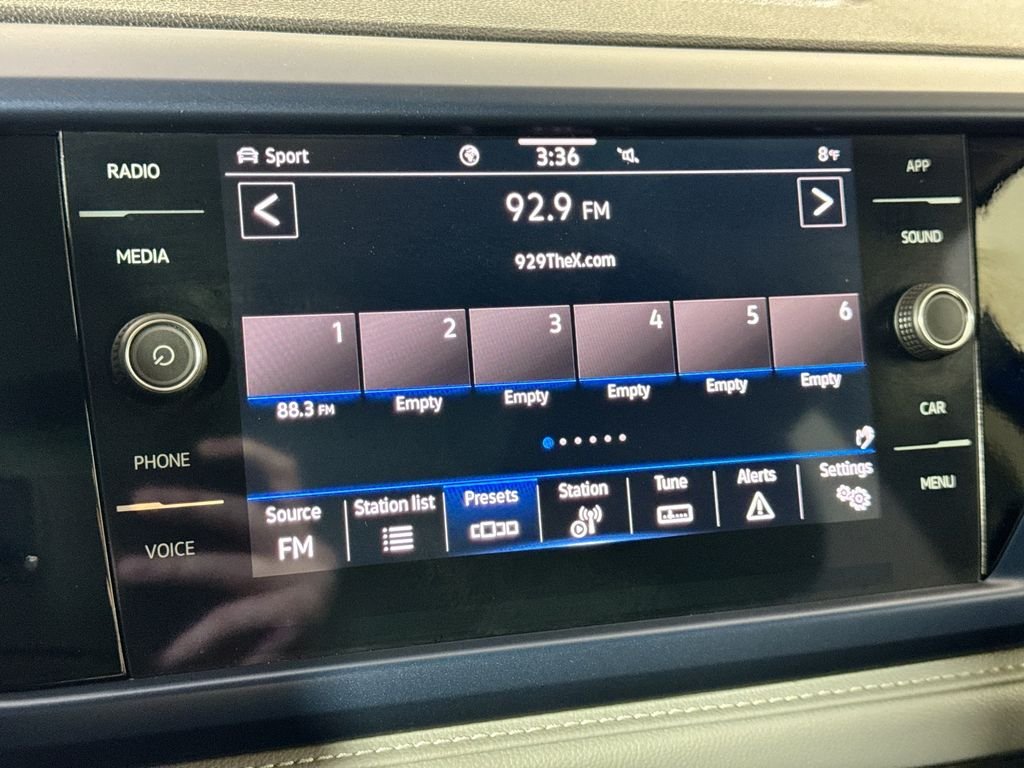 RADIO
MEDIA
PHONE
VOICE
Sport
3:36
8°F
<
92.9 FM
>
929TheX.com
1
2
3
4
5
6
88.3 FM
Empty
Empty
Empty
Empty
Empty
Source
FM
Station list
Presets
Station
Tune
Alerts
Settings
APP
SOUND
CAR
MENU